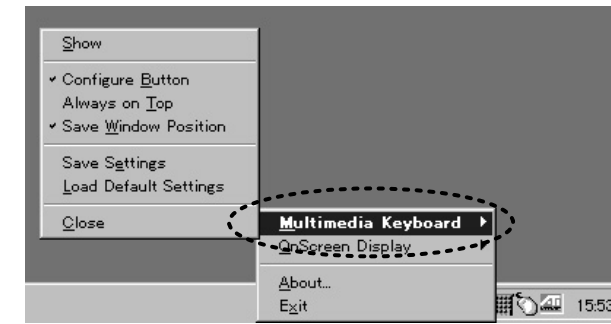 Show
Configure Button
Always on Top
Save Window Position
Save Settings
Load Default Settings
Close
Multimedia Keyboard
OnScreen Display
About...
Exit
15:53